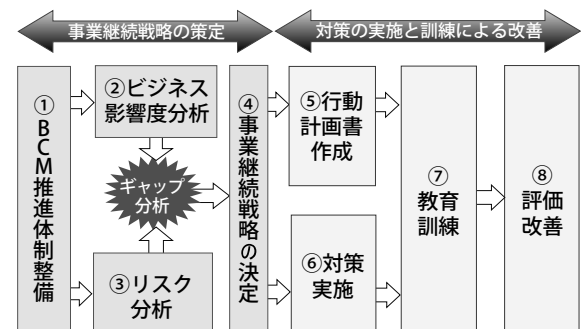 事業継続戦略の策定
対策の実施と訓練による改善
①BCM推進体制整備
②ビジネス
影響度分析
ギャップ
分析
③リスク
分析
④事業継続戦略の決定
⑤行動
計画書
作成
⑥対策
実施
⑦
教育
訓練
⑧
評価
改善